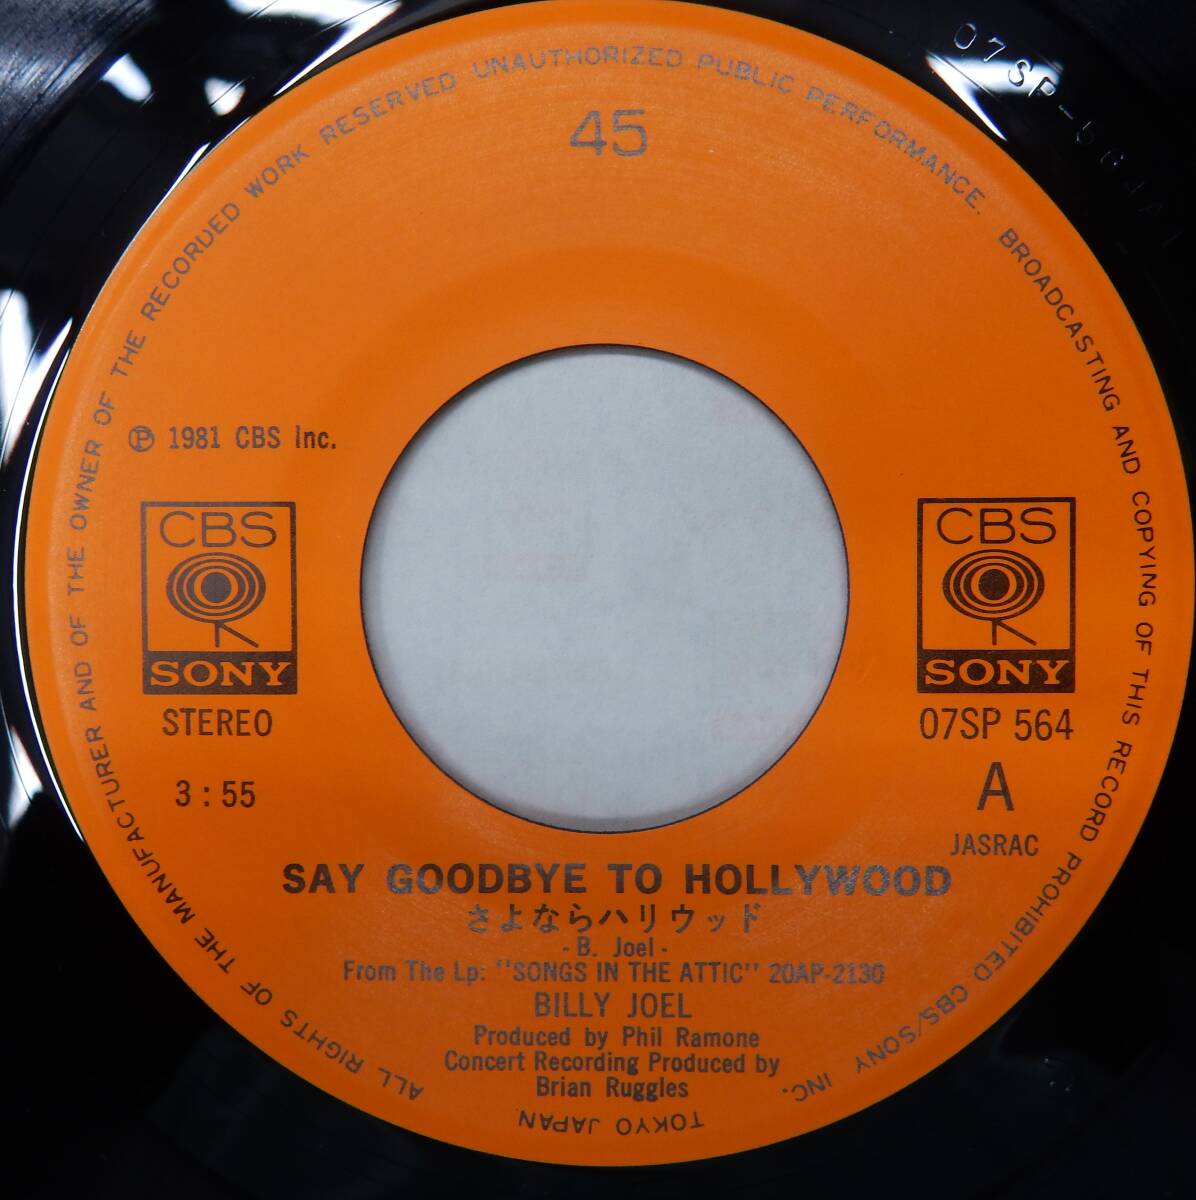 ALL RIGHTS OF THE MANUFACTURER AND OF THE OWNER OF THE RECORDED WORK RESERVED UNAUTHORIZED PUBLIC PERFORMANCE. BROADCASTING AND COPYING OF THIS RECORD PROHIBITED CBS/SONY INC.
TOKYO JAPAN
45
℗ 1981 CBS Inc.
CBS
SONY
STEREO
3:55
CBS
SONY
07SP 564
A
JASRAC
SAY GOODBYE TO HOLLYWOOD
さよならハリウッド
- B. Joel -
From The Lp: "SONGS IN THE ATTIC" 20AP-2130
BILLY JOEL
Produced by Phil Ramone
Concert Recording Produced by
Brian Ruggles